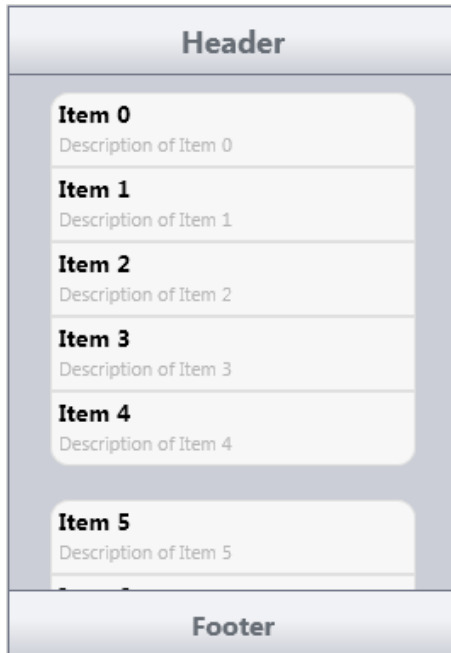 Header
Item 0
Description of Item 0
Item 1
Description of Item 1
Item 2
Description of Item 2
Item 3
Description of Item 3
Item 4
Description of Item 4
Item 5
Description of Item 5
Footer